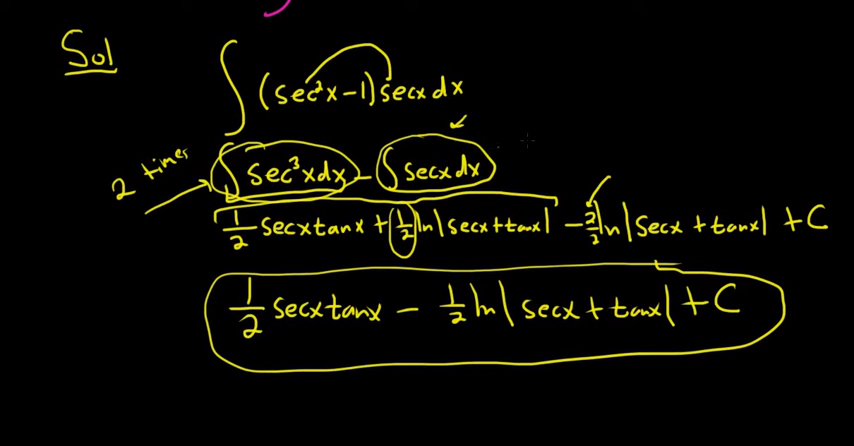 Sol
∫ (sec²x − 1) secx dx
2 times
∫ sec³x dx − ∫ secx dx
1/2 secx tanx + 1/2 ln|secx + tanx| − 2/2 ln|secx + tanx| + C
1/2 secx tanx − 1/2 ln|secx + tanx| + C